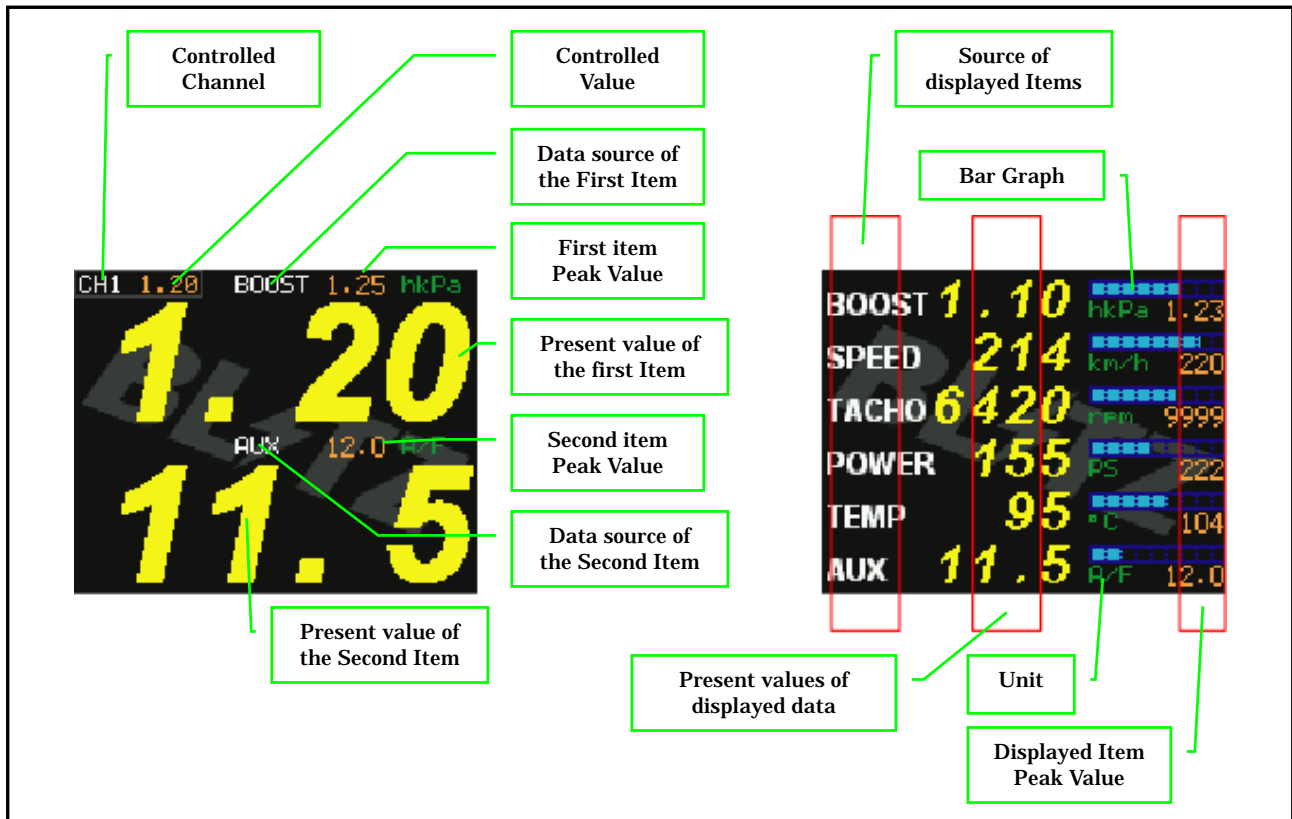 Controlled
Channel
Controlled
Value
Data source of
the First Item
First item
Peak Value
Present value of
the first Item
Second item
Peak Value
Data source of
the Second Item
Present value of
the Second Item
CH1 1.20 BOOST 1.25 hkPa
1.20
AUX 12.0 A/F
11.5
BLITZ
Source of
displayed Items
Bar Graph
BOOST 1.10 hkPa 1.23
SPEED 214 km/h 220
TACHO 6420 rpm 9999
POWER 155 PS 222
TEMP 95 °C 104
AUX 11.5 A/F 12.0
BLITZ
Present values of
displayed data
Unit
Displayed Item
Peak Value